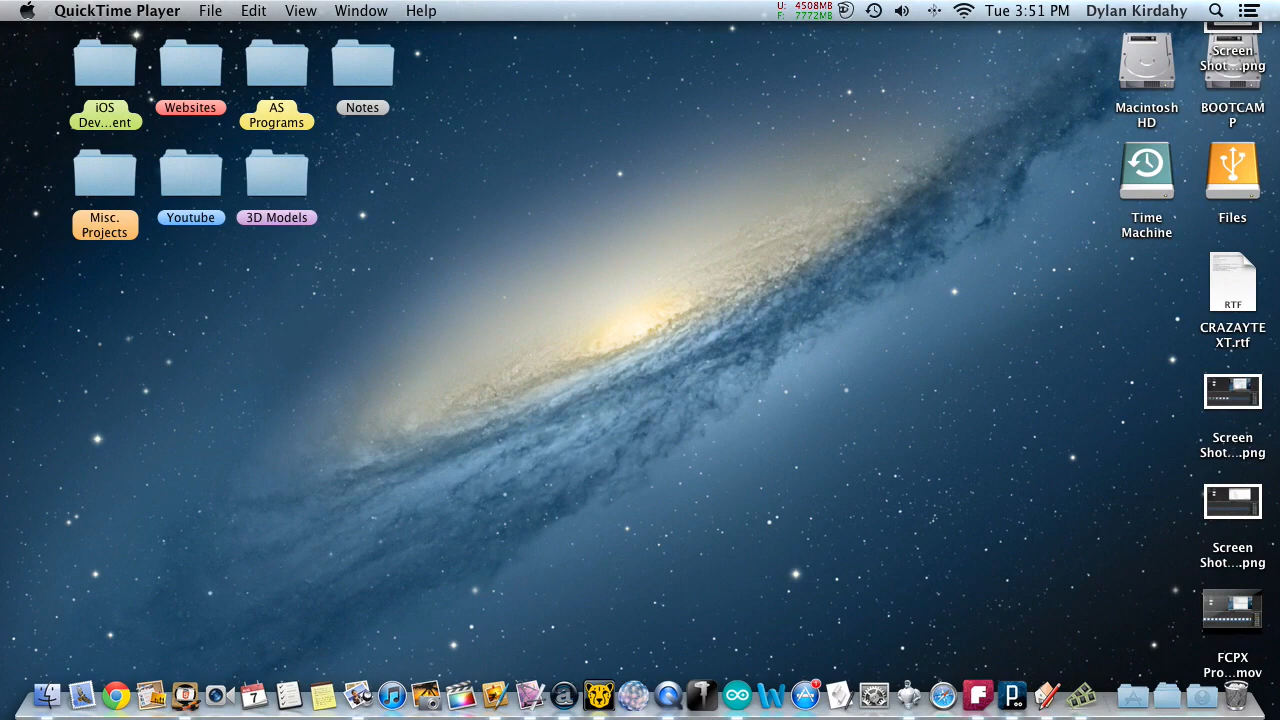 QuickTime Player File Edit View Window Help U: 4508MB F: 7772MB Tue 3:51 PM Dylan Kirdahy
iOS
Dev...ent
Websites
AS
Programs
Notes
Misc.
Projects
Youtube
3D Models
Screen
Shot....png
Macintosh
HD
BOOTCAM
P
Time
Machine
Files
RTF
CRAZAYTE
XT.rtf
Screen
Shot....png
Screen
Shot....png
FCPX
Pro...mov
7
1